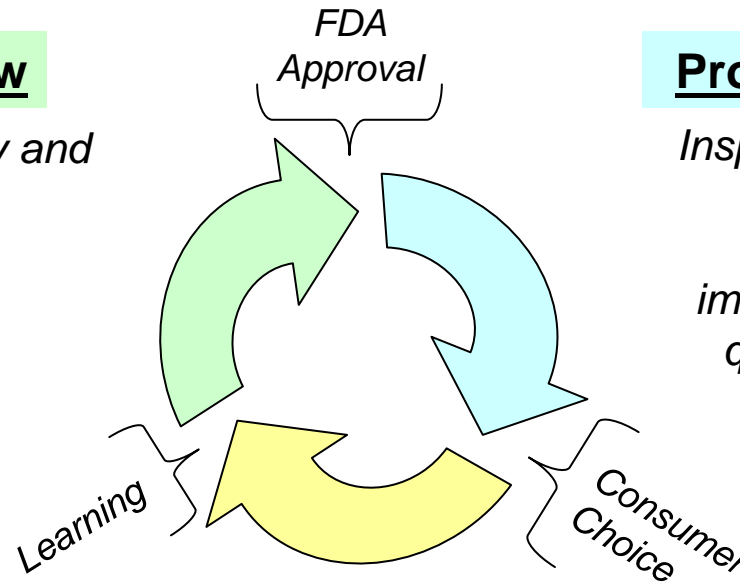 FDA
Approval
w
Pro
y and
Insp
im
q
Learning
Consumer
Choice